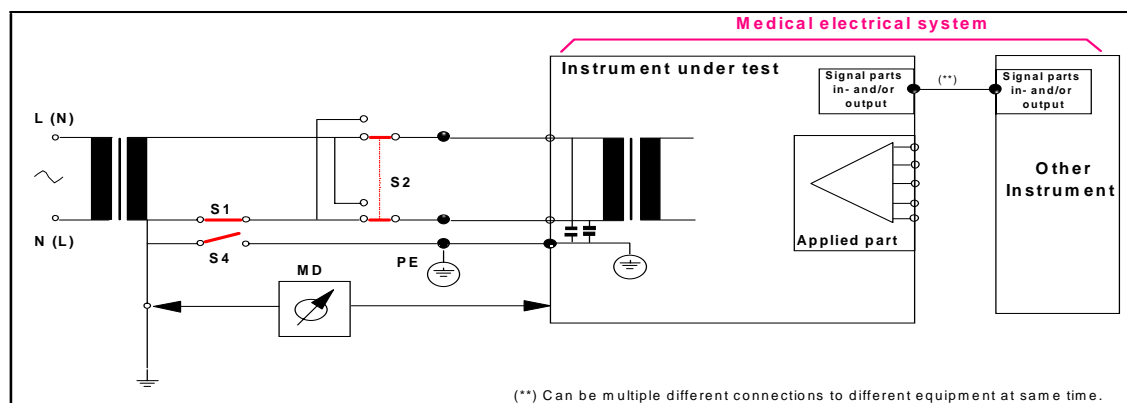 Medical electrical system
Instrument under test
Signal parts
in- and/or
output
(**)
Signal parts
in- and/or
output
L (N)
S2
Other
Instrument
S1
N (L)
S4
PE
Applied part
MD
(**) Can be multiple different connections to different equipment at same time.